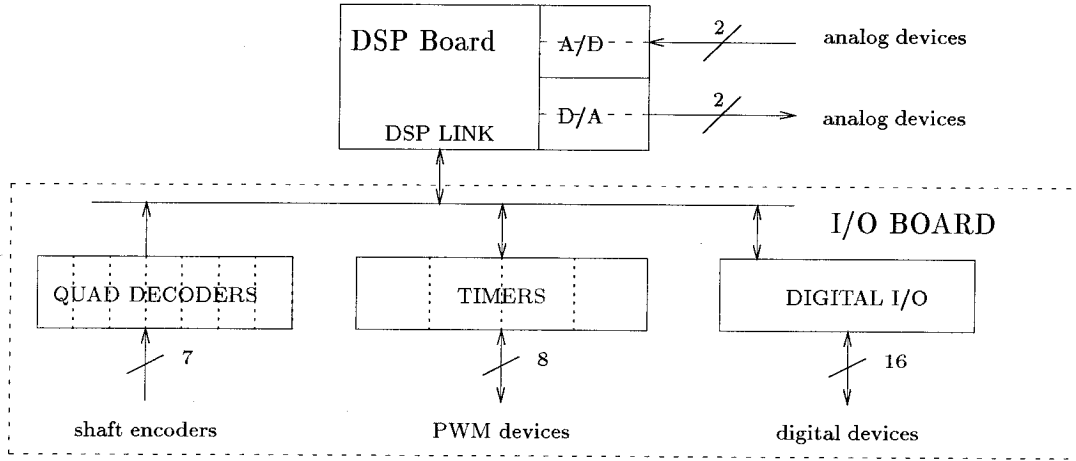 DSP Board
A/D
2
analog devices
D/A
2
analog devices
DSP LINK
I/O BOARD
QUAD DECODERS
TIMERS
DIGITAL I/O
7
8
16
shaft encoders
PWM devices
digital devices